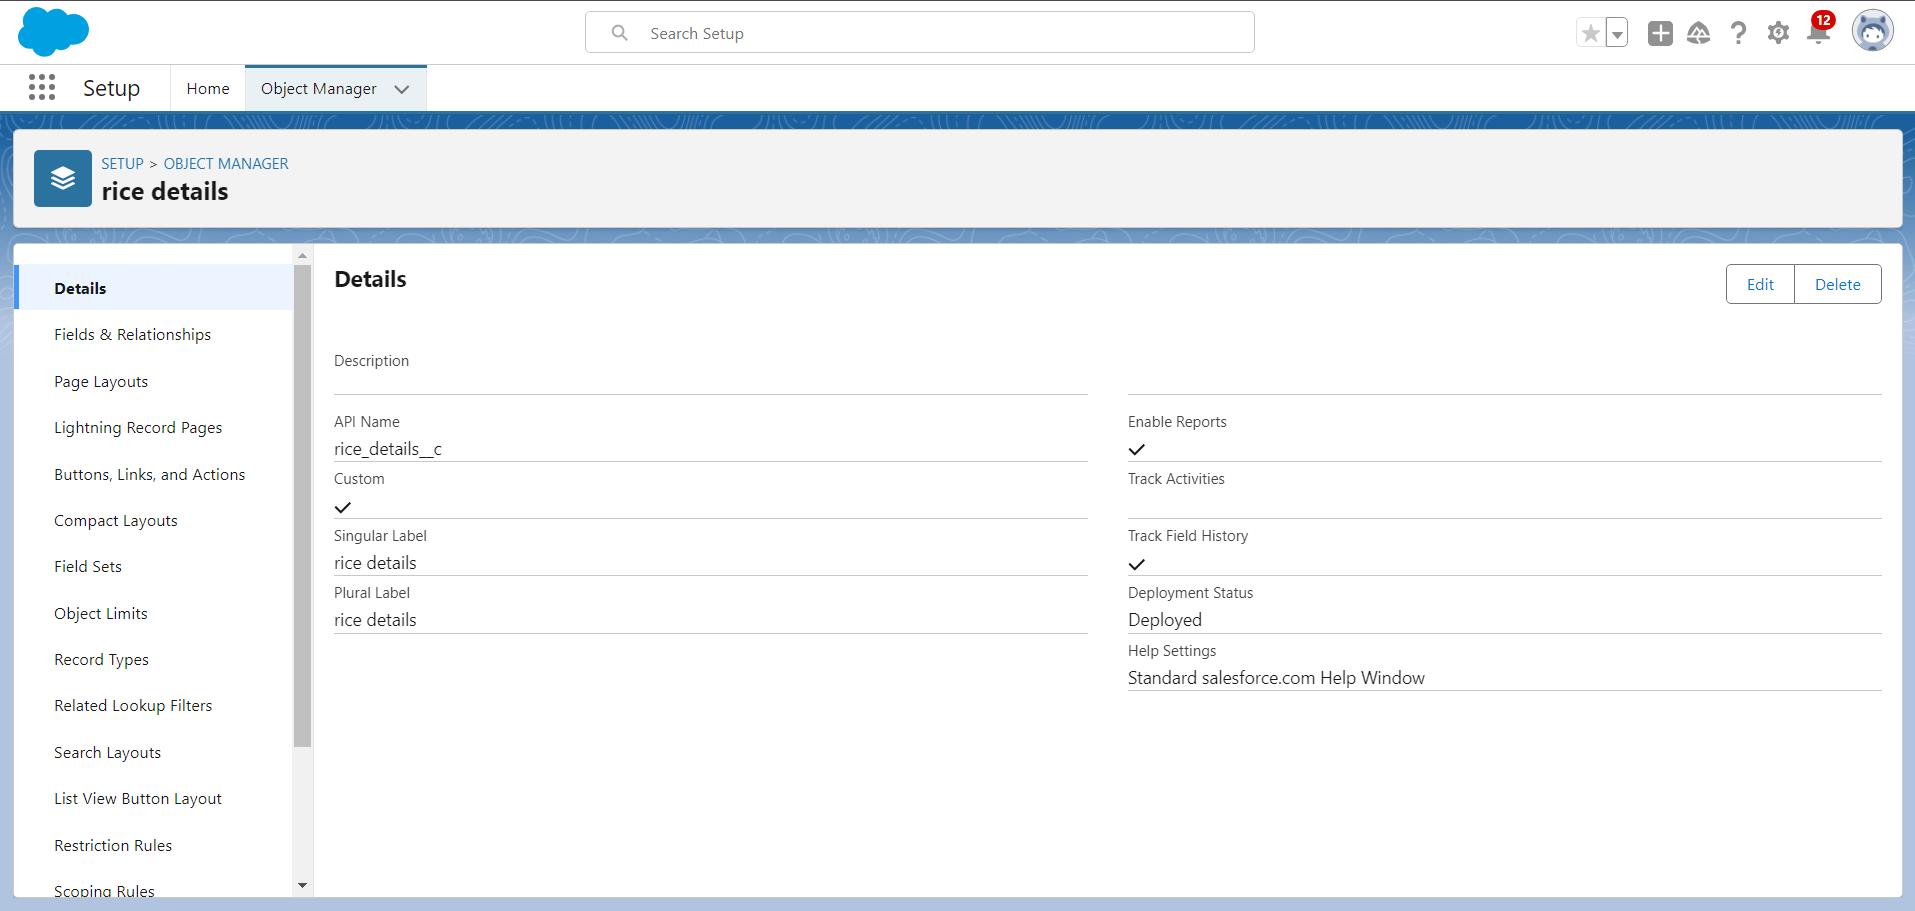 Search Setup
12
Setup
Home
Object Manager
SETUP > OBJECT MANAGER
rice details
Details
Fields & Relationships
Page Layouts
Lightning Record Pages
Buttons, Links, and Actions
Compact Layouts
Field Sets
Object Limits
Record Types
Related Lookup Filters
Search Layouts
List View Button Layout
Restriction Rules
Scoping Rules
Details
Edit
Delete
Description
API Name
rice_details__c
Custom
Singular Label
rice details
Plural Label
rice details
Enable Reports
Track Activities
Track Field History
Deployment Status
Deployed
Help Settings
Standard salesforce.com Help Window